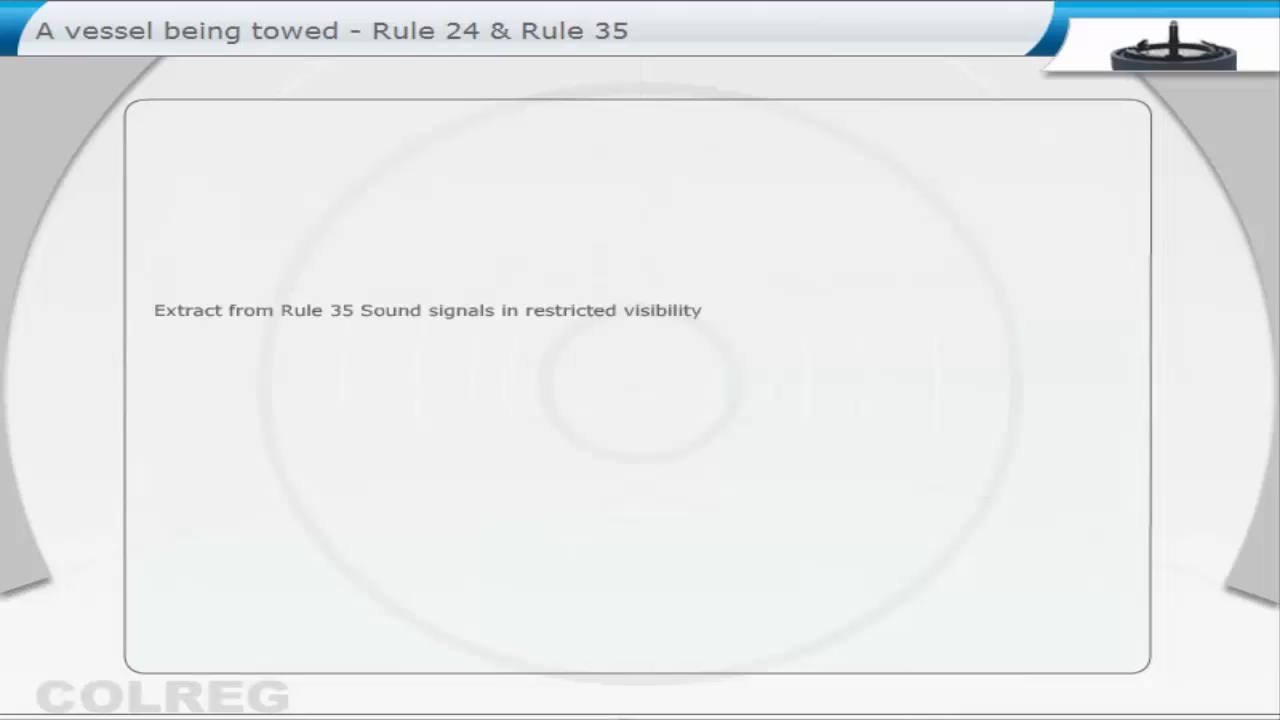 A vessel being towed - Rule 24 & Rule 35
Extract from Rule 35 Sound signals in restricted visibility
COLREG